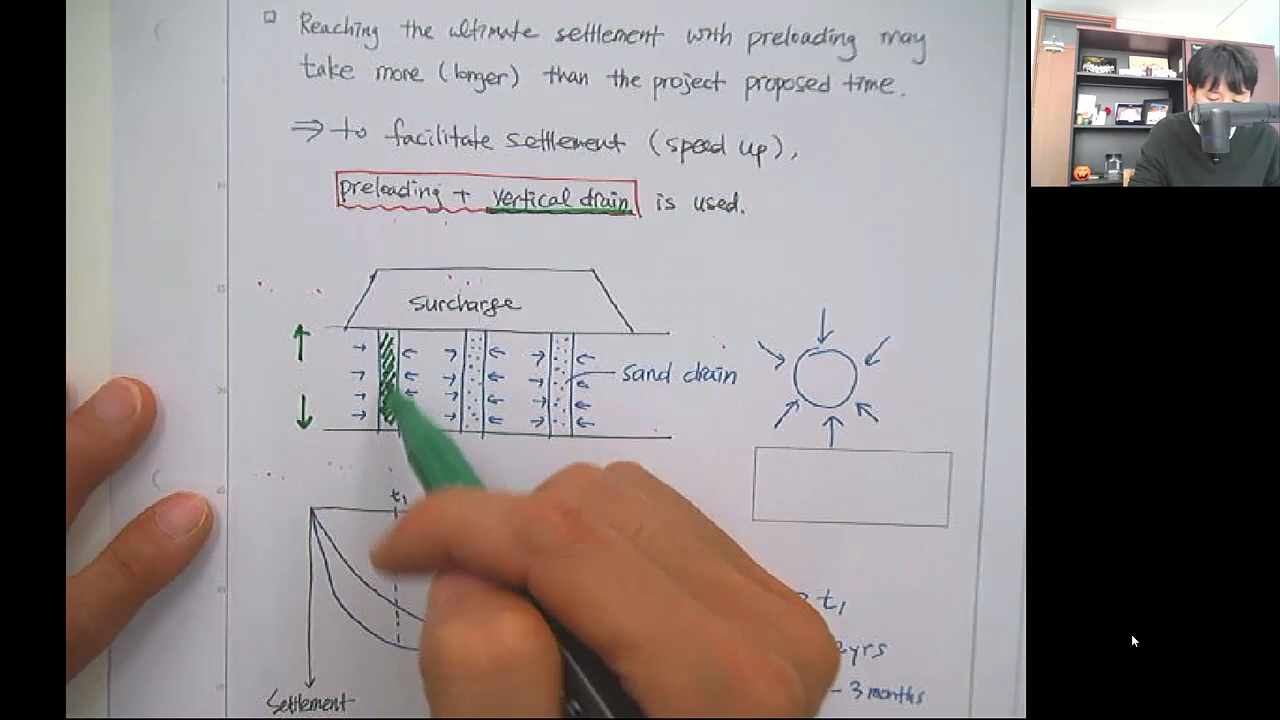 Reaching the ultimate settlement with preloading may
take more (longer) than the project proposed time.
⇒ to facilitate settlement (speed up),
preloading + vertical drain is used.
surcharge
sand drain
t1
t1
yrs
- 3 months
Settlement